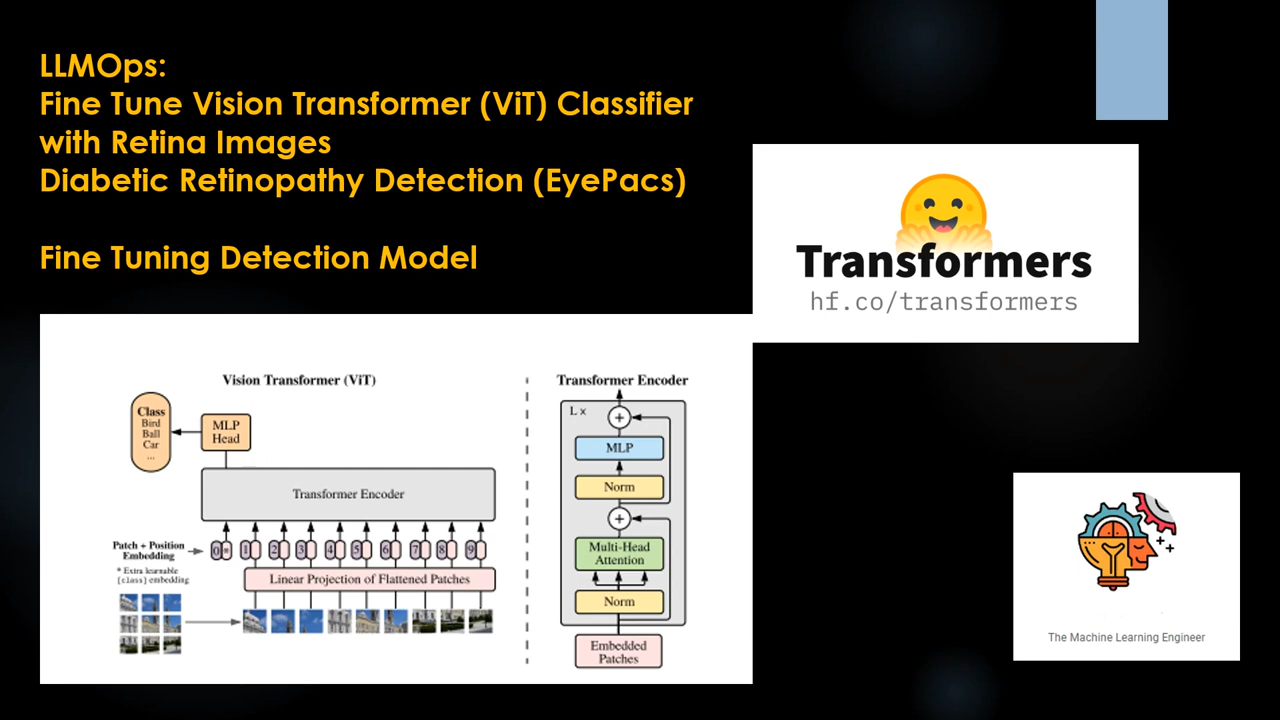 LLMOps:
Fine Tune Vision Transformer (ViT) Classifier
with Retina Images
Diabetic Retinopathy Detection (EyePacs)
Fine Tuning Detection Model
Transformers
hf.co/transformers
Vision Transformer (ViT)
Class
Bird
Ball
Car
...
MLP
Head
Transformer Encoder
Patch + Position
Embedding
* Extra learnable
[class] embedding
0 * 1 2 3 4 5 6 7 8 9
Linear Projection of Flattened Patches
Transformer Encoder
L x
+
MLP
Norm
+
Multi-Head
Attention
Norm
Embedded
Patches
The Machine Learning Engineer